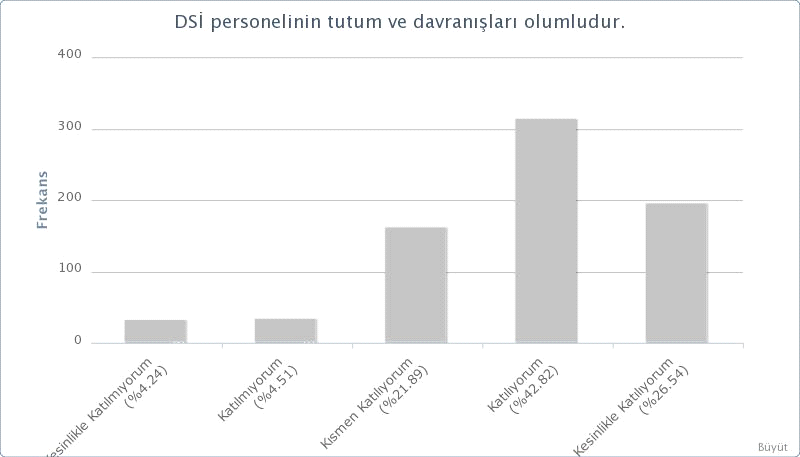 DSİ personelinin tutum ve davranışları olumludur.
400
300
200
100
0
Frekans
Kesinlikle Katılmıyorum
(%4.24)
Katılmıyorum
(%4.51)
Kısmen Katılıyorum
(%21.89)
Katılıyorum
(%42.82)
Kesinlikle Katılıyorum
(%26.54)
Büyüt